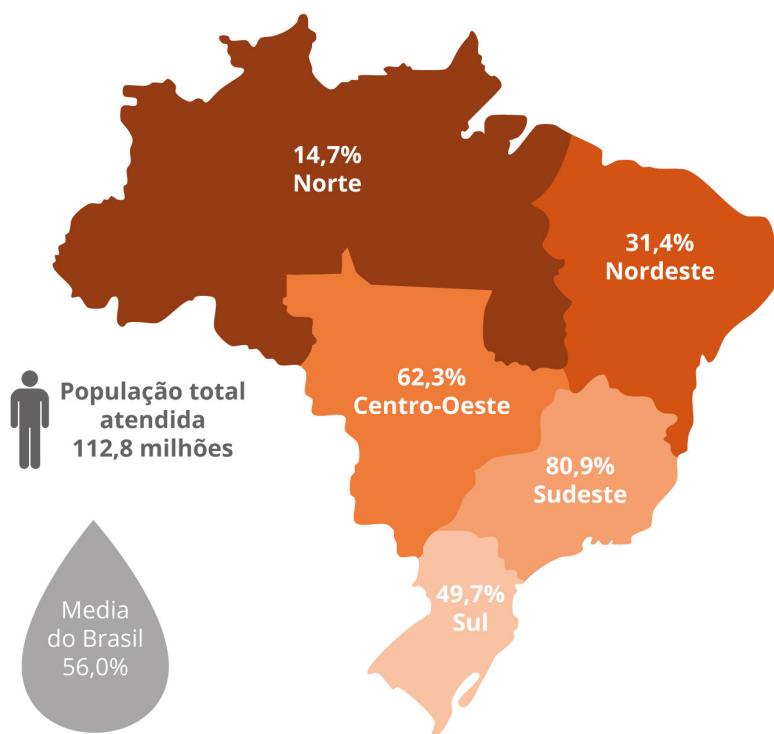 14,7%
Norte
31,4%
Nordeste
62,3%
Centro-Oeste
População total
atendida
112,8 milhões
80,9%
Sudeste
49,7%
Sul
Media
do Brasil
56,0%